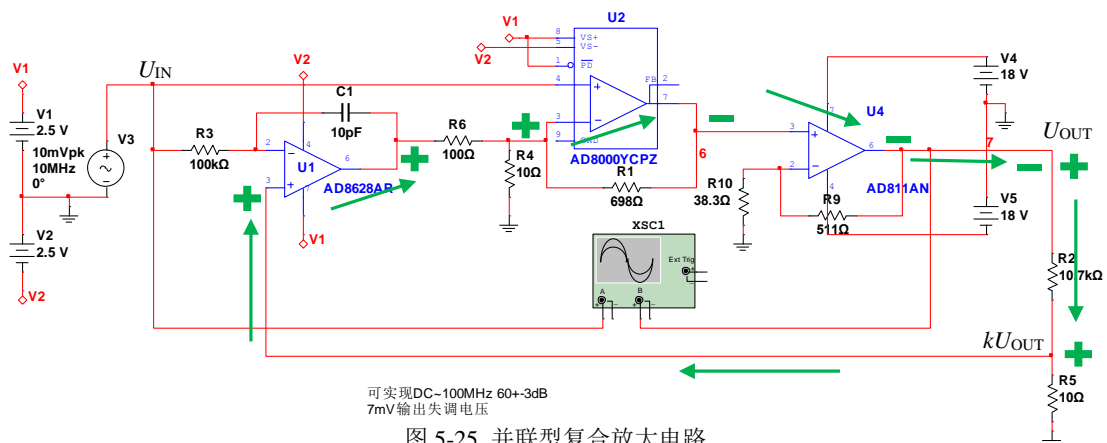 U2
V1
V2
8 VS+
5 VS-
1 PD
FB 2
4
7
3
9 GND
AD8000YCPZ
V1
V1
2.5 V
10mVpk
10MHz
0°
V3
V2
2.5 V
V2
UIN
R3
100kΩ
C1
10pF
V2
2
3
4
6
7
U1
AD8628AR
V1
R6
100Ω
R4
10Ω
R1
698Ω
6
R10
38.3Ω
U4
3
2
7
6
4
AD811AN
R9
511Ω
V4
18 V
7
V5
18 V
UOUT
R2
10.7kΩ
kUOUT
R5
10Ω
XSC1
Ext Trig
A
B
可实现DC~100MHz 60+-3dB
7mV输出失调电压
图 5-25 并联型复合放大电路